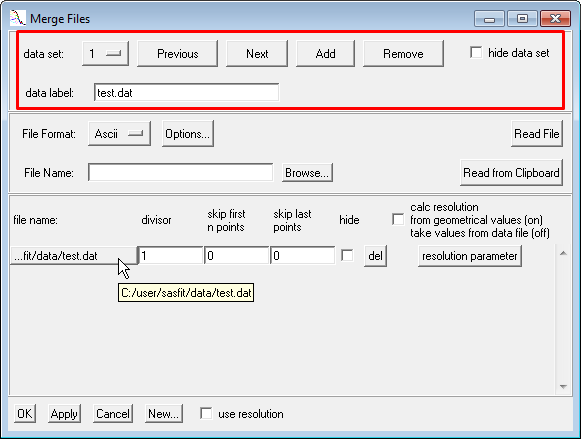 Merge Files
data set: 1 Previous Next Add Remove hide data set
data label: test.dat
File Format: Ascii Options... Read File
File Name: Browse... Read from Clipboard
calc resolution
from geometrical values (on)
take values from data file (off)
file name: divisor skip first
n points skip last
points hide
...fit/data/test.dat 1 0 0 del resolution parameter
C:/user/sasfit/data/test.dat
OK Apply Cancel New... use resolution